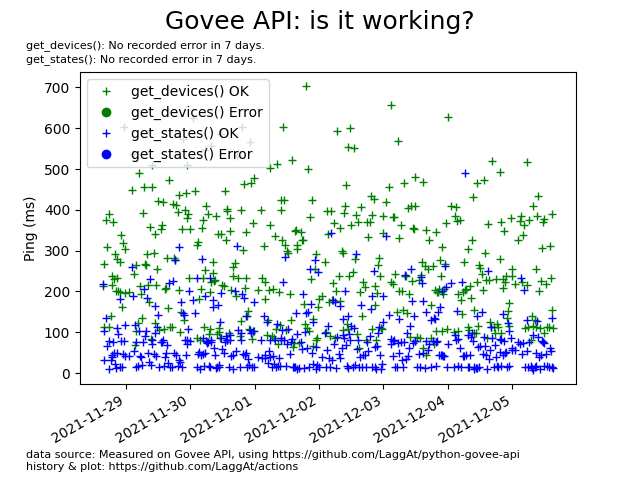 Govee API: is it working?
get_devices(): No recorded error in 7 days.
get_states(): No recorded error in 7 days.
get_devices() OK
get_devices() Error
get_states() OK
get_states() Error
Ping (ms)
700
600
500
400
300
200
100
0
2021-11-29
2021-11-30
2021-12-01
2021-12-02
2021-12-03
2021-12-04
2021-12-05
data source: Measured on Govee API, using https://github.com/LaggAt/python-govee-api
history & plot: https://github.com/LaggAt/actions